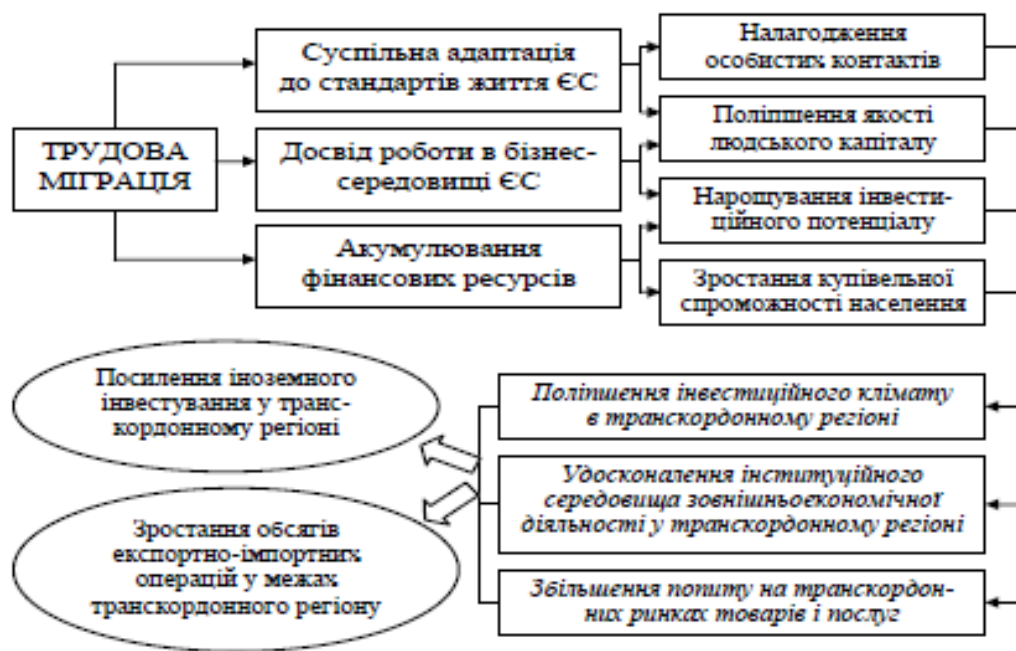 ТРУДОВА
МІГРАЦІЯ
Суспільна адаптація
до стандартів життя ЄС
Досвід роботи в бізнес-
середовищі ЄС
Акумулювання
фінансових ресурсів
Налагодження
особистих контактів
Поліпшення якості
людського капіталу
Нарощування інвести-
ційного потенціалу
Зростання купівельної
спроможності населення
Посилення іноземного
інвестування у транс-
кордонному регіоні
Зростання обсягів
експортно-імпортних
операцій у межах
транскордонного регіону
Поліпшення інвестиційного клімату
в транскордонному регіоні
Удосконалення інституційного
середовища зовнішньоекономічної
діяльності у транскордонному регіоні
Збільшення попиту на транскордон-
них ринках товарів і послуг